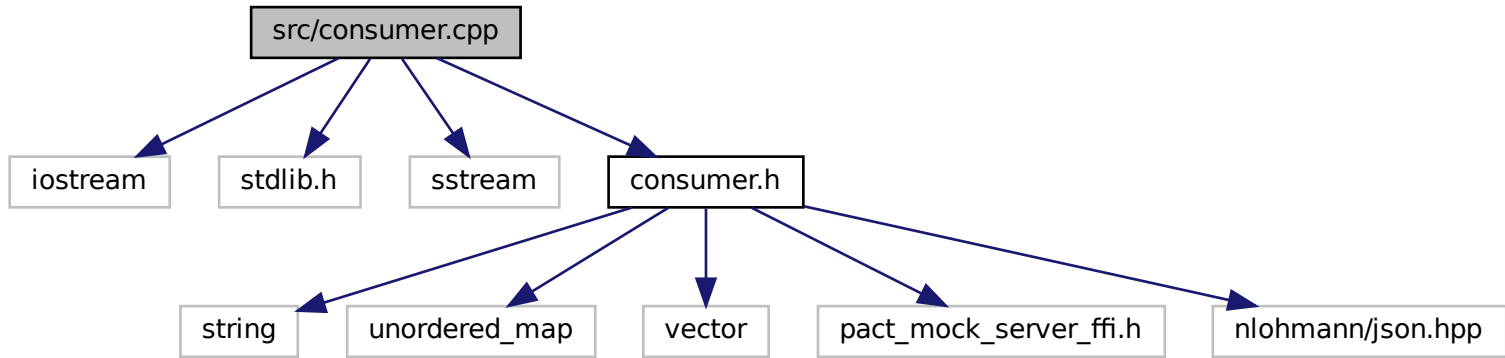 src/consumer.cpp
iostream
stdlib.h
sstream
consumer.h
string
unordered_map
vector
pact_mock_server_ffi.h
nlohmann/json.hpp